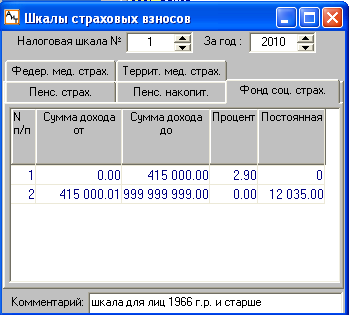 Шкалы страховых взносов
Налоговая шкала № 1 За год : 2010
Федер. мед. страх. Террит. мед. страх.
Пенс. страх. Пенс. накопит. Фонд соц. страх.
N п/п Сумма дохода от Сумма дохода до Процент Постоянная
1 0.00 415 000.00 2.90 0
2 415 000.01 999 999 999.00 0.00 12 035.00
Комментарий: шкала для лиц 1966 г.р. и старше